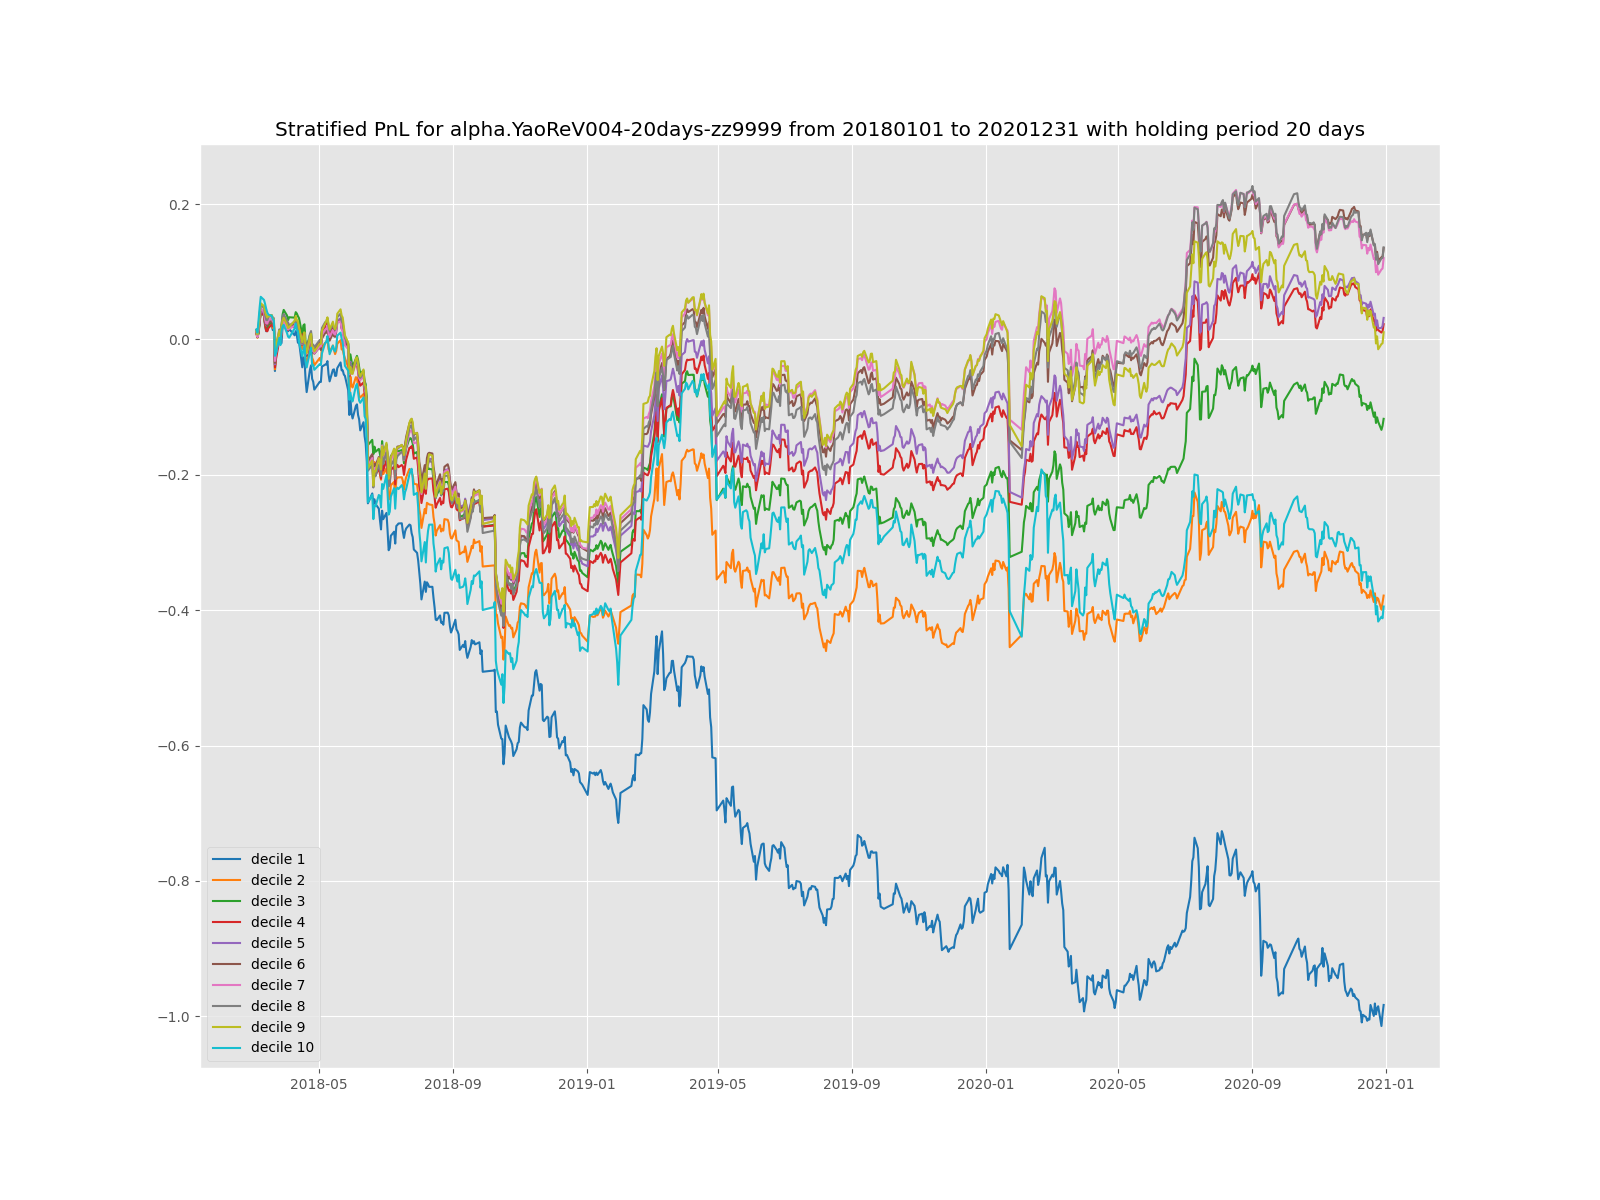 Stratified PnL for alpha.YaoReV004-20days-zz9999 from 20180101 to 20201231 with holding period 20 days
0.2
0.0
−0.2
−0.4
−0.6
−0.8
−1.0
decile 1
decile 2
decile 3
decile 4
decile 5
decile 6
decile 7
decile 8
decile 9
decile 10
2018-05 2018-09 2019-01 2019-05 2019-09 2020-01 2020-05 2020-09 2021-01